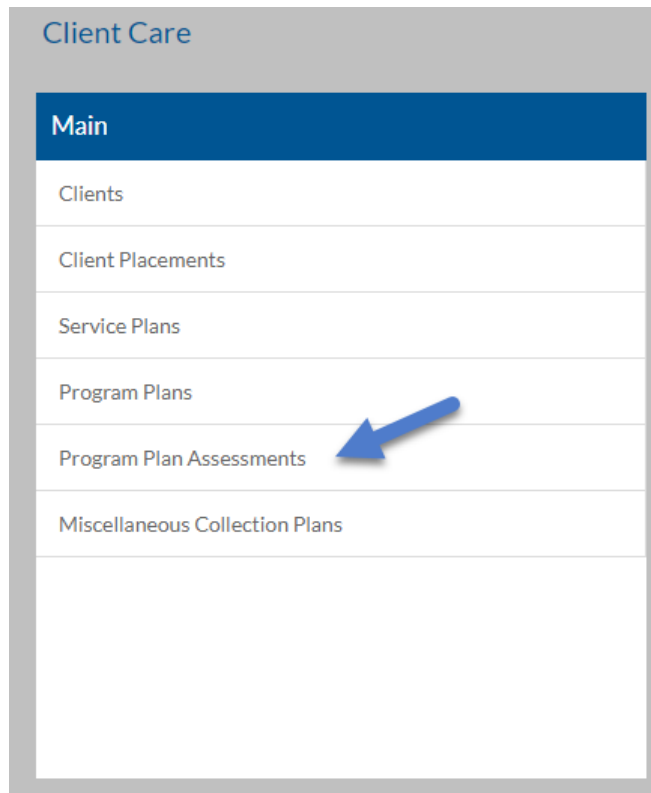 Client Care
Main
Clients
Client Placements
Service Plans
Program Plans
Program Plan Assessments
Miscellaneous Collection Plans